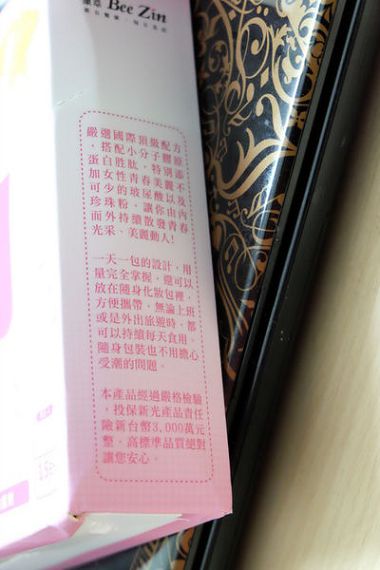 康萃 Bee Zin
嚴選國際頂級配方
，搭配小分子膠原
蛋白胜肽，特別添
加女性青春美麗不
可少的玻尿酸以及
珍珠粉，讓你由內
而外持續散發青春
光采、美麗動人!
一天一包的設計，用
量完全掌握，還可以
放在隨身化妝包裡，
方便攜帶，無論上班
或是外出旅遊時，都
可以持續每天食用，
隨身包裝也不用擔心
受潮的問題。
本產品經過嚴格檢驗
，投保新光產品責任
險新台幣3,000萬元
整，高標準品質絕對
讓您安心。